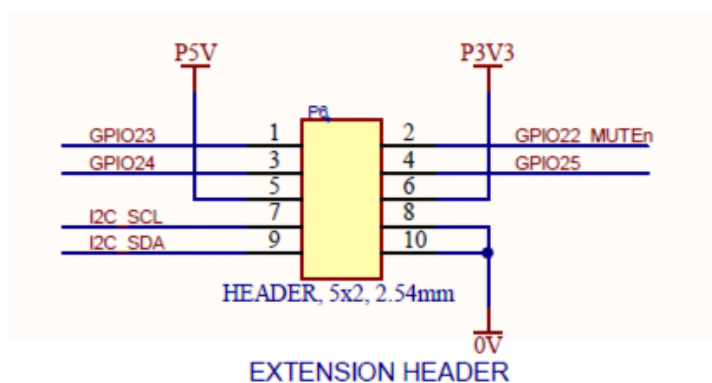 P5V P3V3
P6
GPIO23 1 2 GPIO22_MUTEn
GPIO24 3 4 GPIO25
5 6
I2C_SCL 7 8
I2C_SDA 9 10
HEADER, 5x2, 2.54mm
0V
EXTENSION HEADER